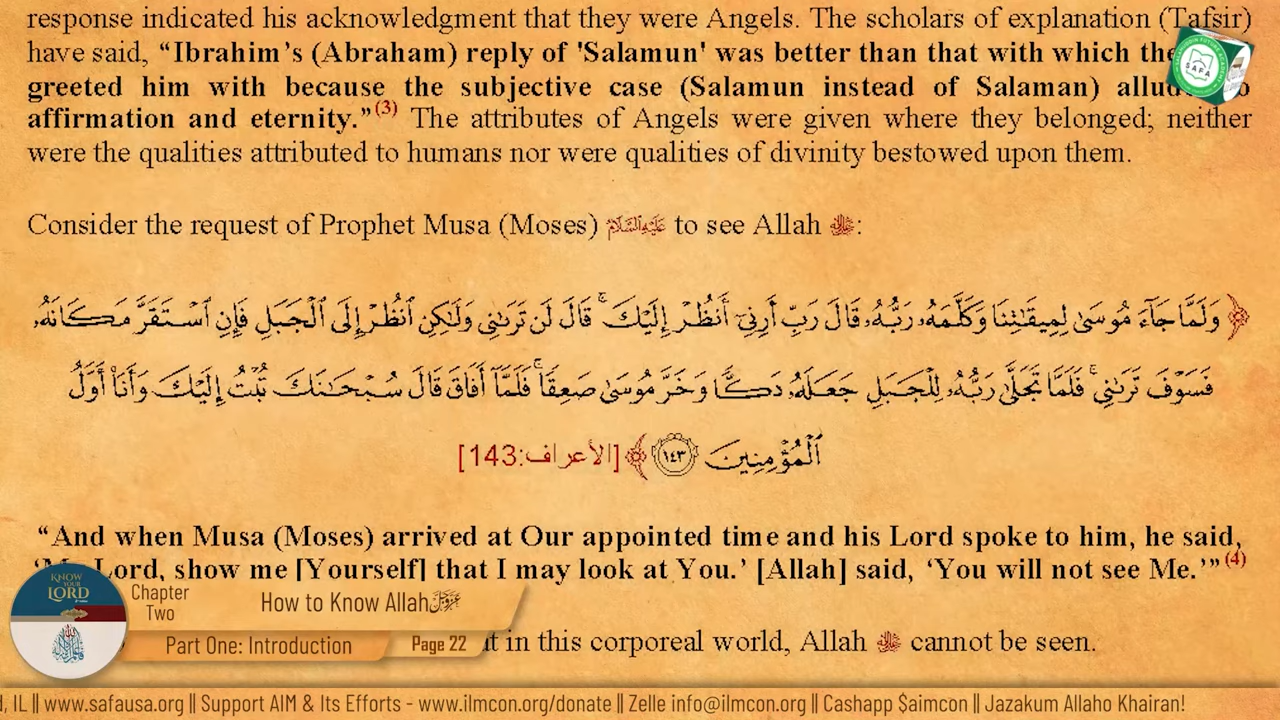 response indicated his acknowledgment that they were Angels. The scholars of explanation (Tafsir)
have said, “Ibrahim’s (Abraham) reply of 'Salamun' was better than that with which
greeted him with because the subjective case (Salamun instead of Salaman)
affirmation and eternity.”(3) The attributes of Angels were given where they belonged; neither
were the qualities attributed to humans nor were qualities of divinity bestowed upon them.
Consider the request of Prophet Musa (Moses) عَلَيْهِ السَّلَامُ to see Allah ﷻ:
﴿ وَلَمَّا جَآءَ مُوسَىٰ لِمِيقَٰتِنَا وَكَلَّمَهُۥ رَبُّهُۥ قَالَ رَبِّ أَرِنِىٓ أَنظُرْ إِلَيْكَ ۚ قَالَ لَن تَرَىٰنِى وَلَٰكِنِ ٱنظُرْ إِلَى ٱلْجَبَلِ فَإِنِ ٱسْتَقَرَّ مَكَانَهُۥ
فَسَوْفَ تَرَىٰنِى ۚ فَلَمَّا تَجَلَّىٰ رَبُّهُۥ لِلْجَبَلِ جَعَلَهُۥ دَكًّا وَخَرَّ مُوسَىٰ صَعِقًا ۚ فَلَمَّآ أَفَاقَ قَالَ سُبْحَٰنَكَ تُبْتُ إِلَيْكَ وَأَنَا۠ أَوَّلُ
ٱلْمُؤْمِنِينَ ١٤٣ ﴾ [الأعراف:143]
“And when Musa (Moses) arrived at Our appointed time and his Lord spoke to him, he said,
Lord, show me [Yourself] that I may look at You.’ [Allah] said, ‘You will not see Me.’”(4)
in this corporeal world, Allah ﷻ cannot be seen.
SAFA
KNOW YOUR LORD
Chapter Two
How to Know Allah عَزَّوَجَلَّ
Part One: Introduction
Page 22
IL || www.safausa.org || Support AIM & Its Efforts - www.ilmcon.org/donate || Zelle info@ilmcon.org || Cashapp $aimcon || Jazakum Allaho Khairan!